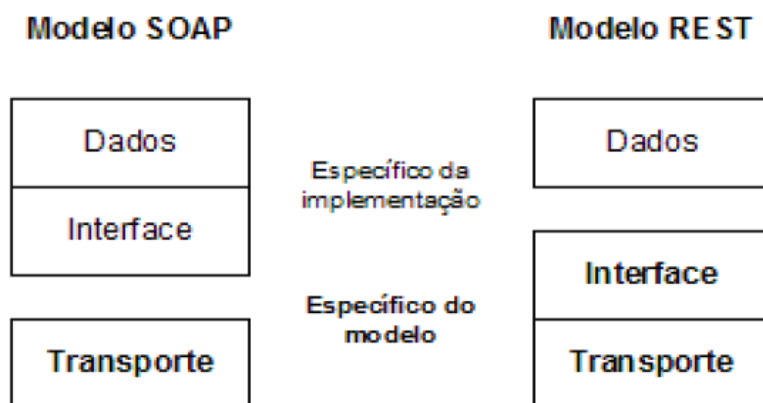 Modelo SOAP
Modelo REST
Dados
Interface
Transporte
Específico da
implementação
Específico do
modelo
Dados
Interface
Transporte